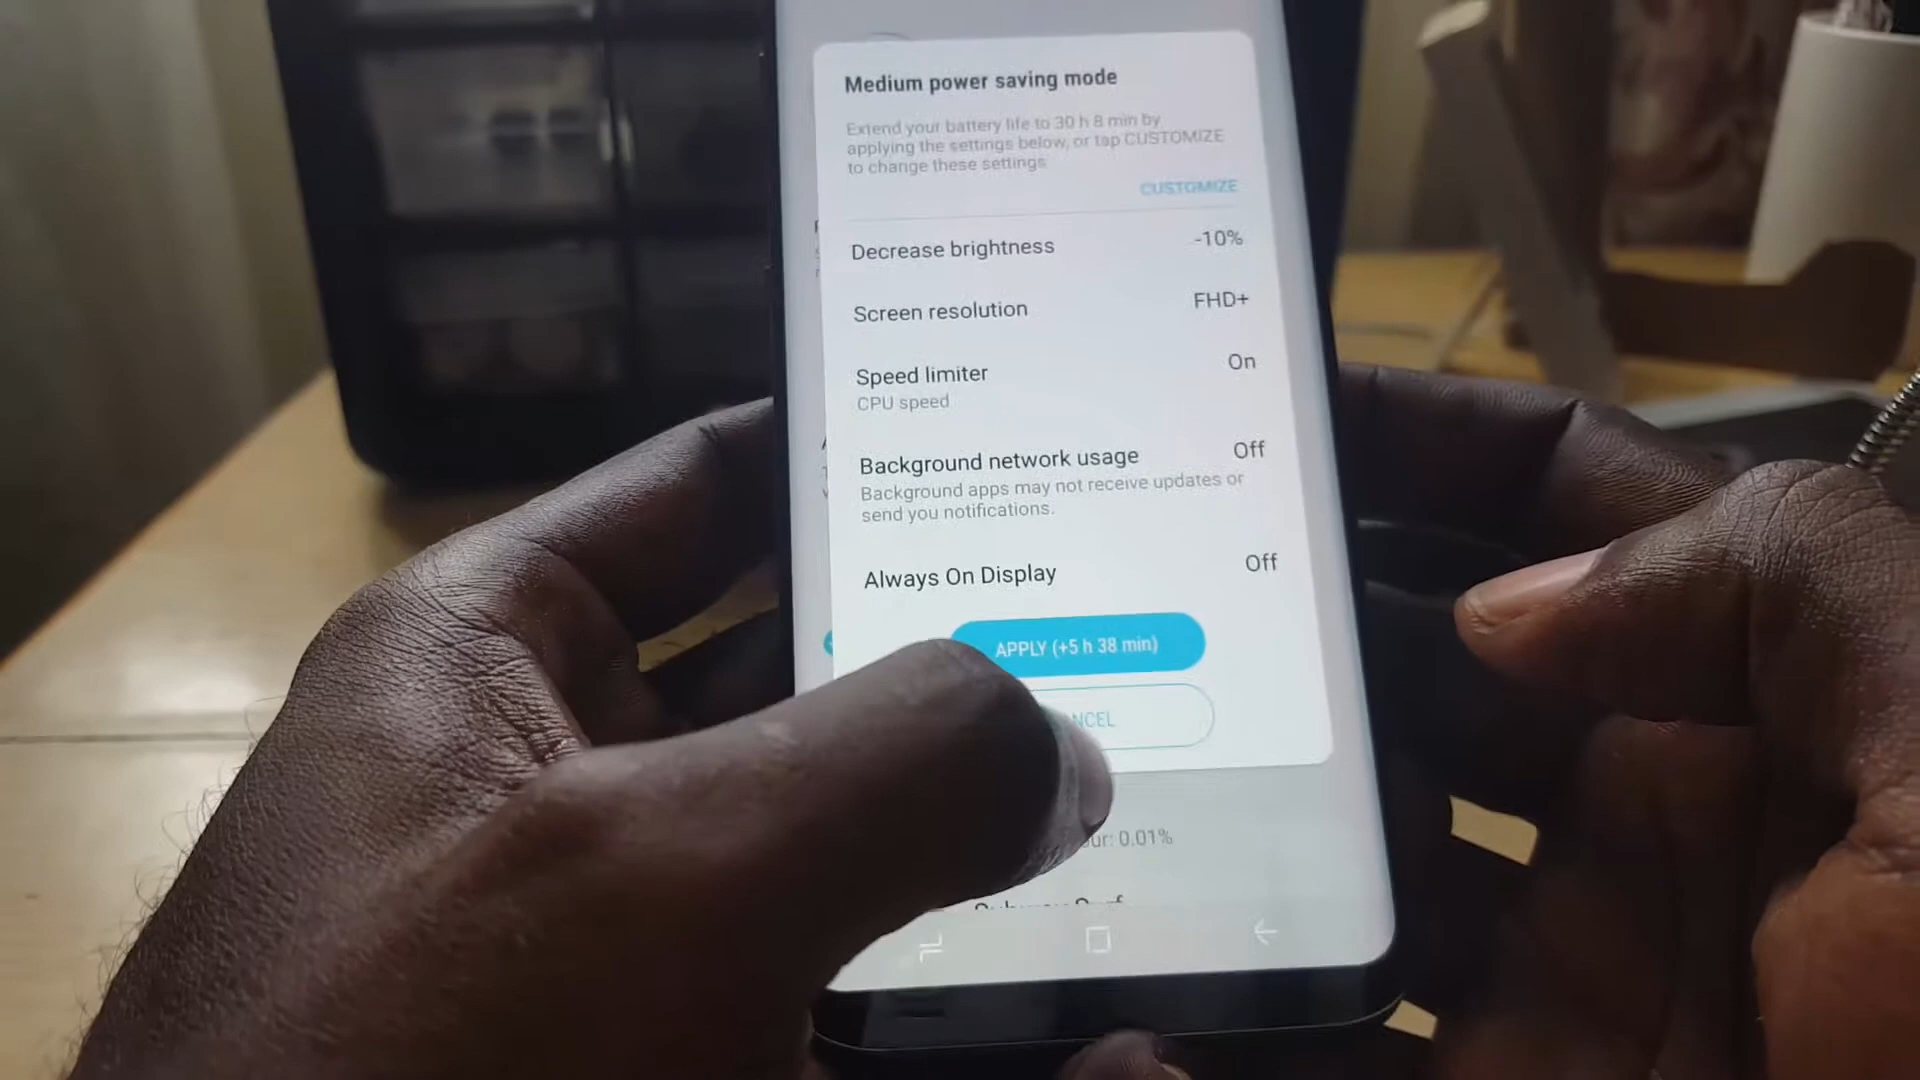 Medium power saving mode
Extend your battery life to 30 h 8 min by
applying the settings below, or tap CUSTOMIZE
to change these settings
CUSTOMIZE
Decrease brightness -10%
Screen resolution FHD+
Speed limiter On
CPU speed
Background network usage Off
Background apps may not receive updates or
send you notifications.
Always On Display Off
APPLY (+5 h 38 min)
NCEL
ur: 0.01%